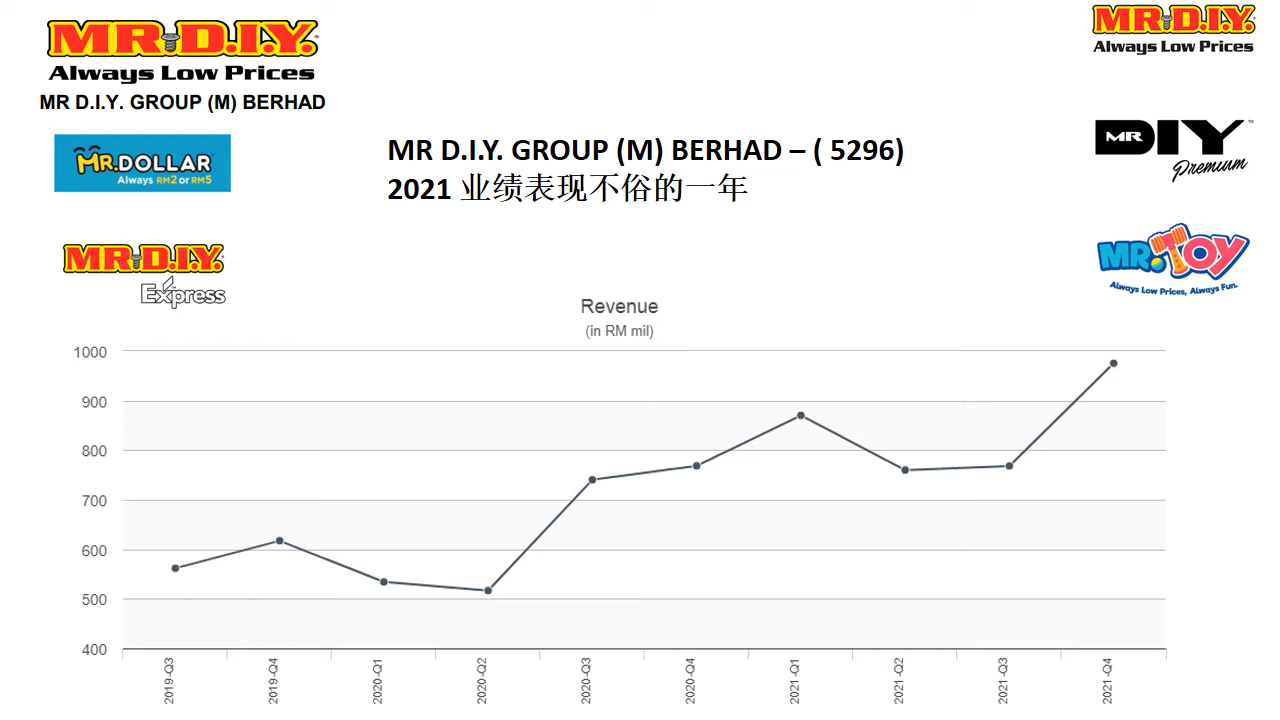 MR.D.I.Y.
Always Low Prices
MR D.I.Y. GROUP (M) BERHAD
MR.DOLLAR
Always RM2 or RM5
MR.D.I.Y.
Express
MR D.I.Y. GROUP (M) BERHAD – ( 5296)
2021 业绩表现不俗的一年
MR.D.I.Y.
Always Low Prices
MR DIY™
Premium
MR.TOY
Always Low Prices, Always Fun.
Revenue
(in RM mil)
1000
900
800
700
600
500
400
2019-Q3
2019-Q4
2020-Q1
2020-Q2
2020-Q3
2020-Q4
2021-Q1
2021-Q2
2021-Q3
2021-Q4